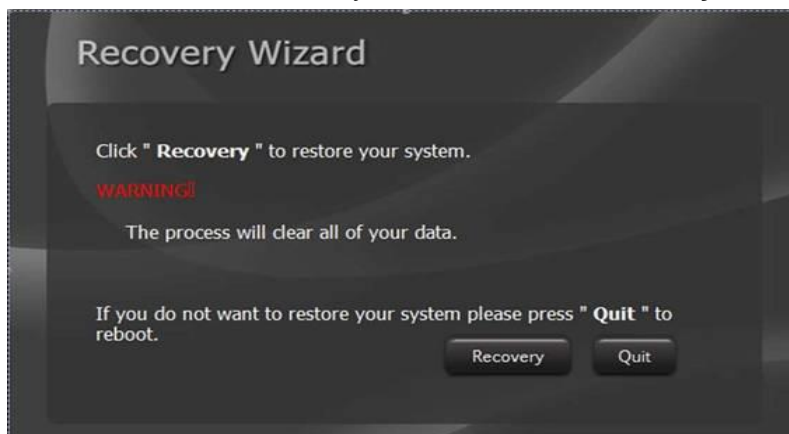 Recovery Wizard
Click " Recovery " to restore your system.
WARNING!
The process will clear all of your data.
If you do not want to restore your system please press " Quit " to
reboot.
Recovery Quit